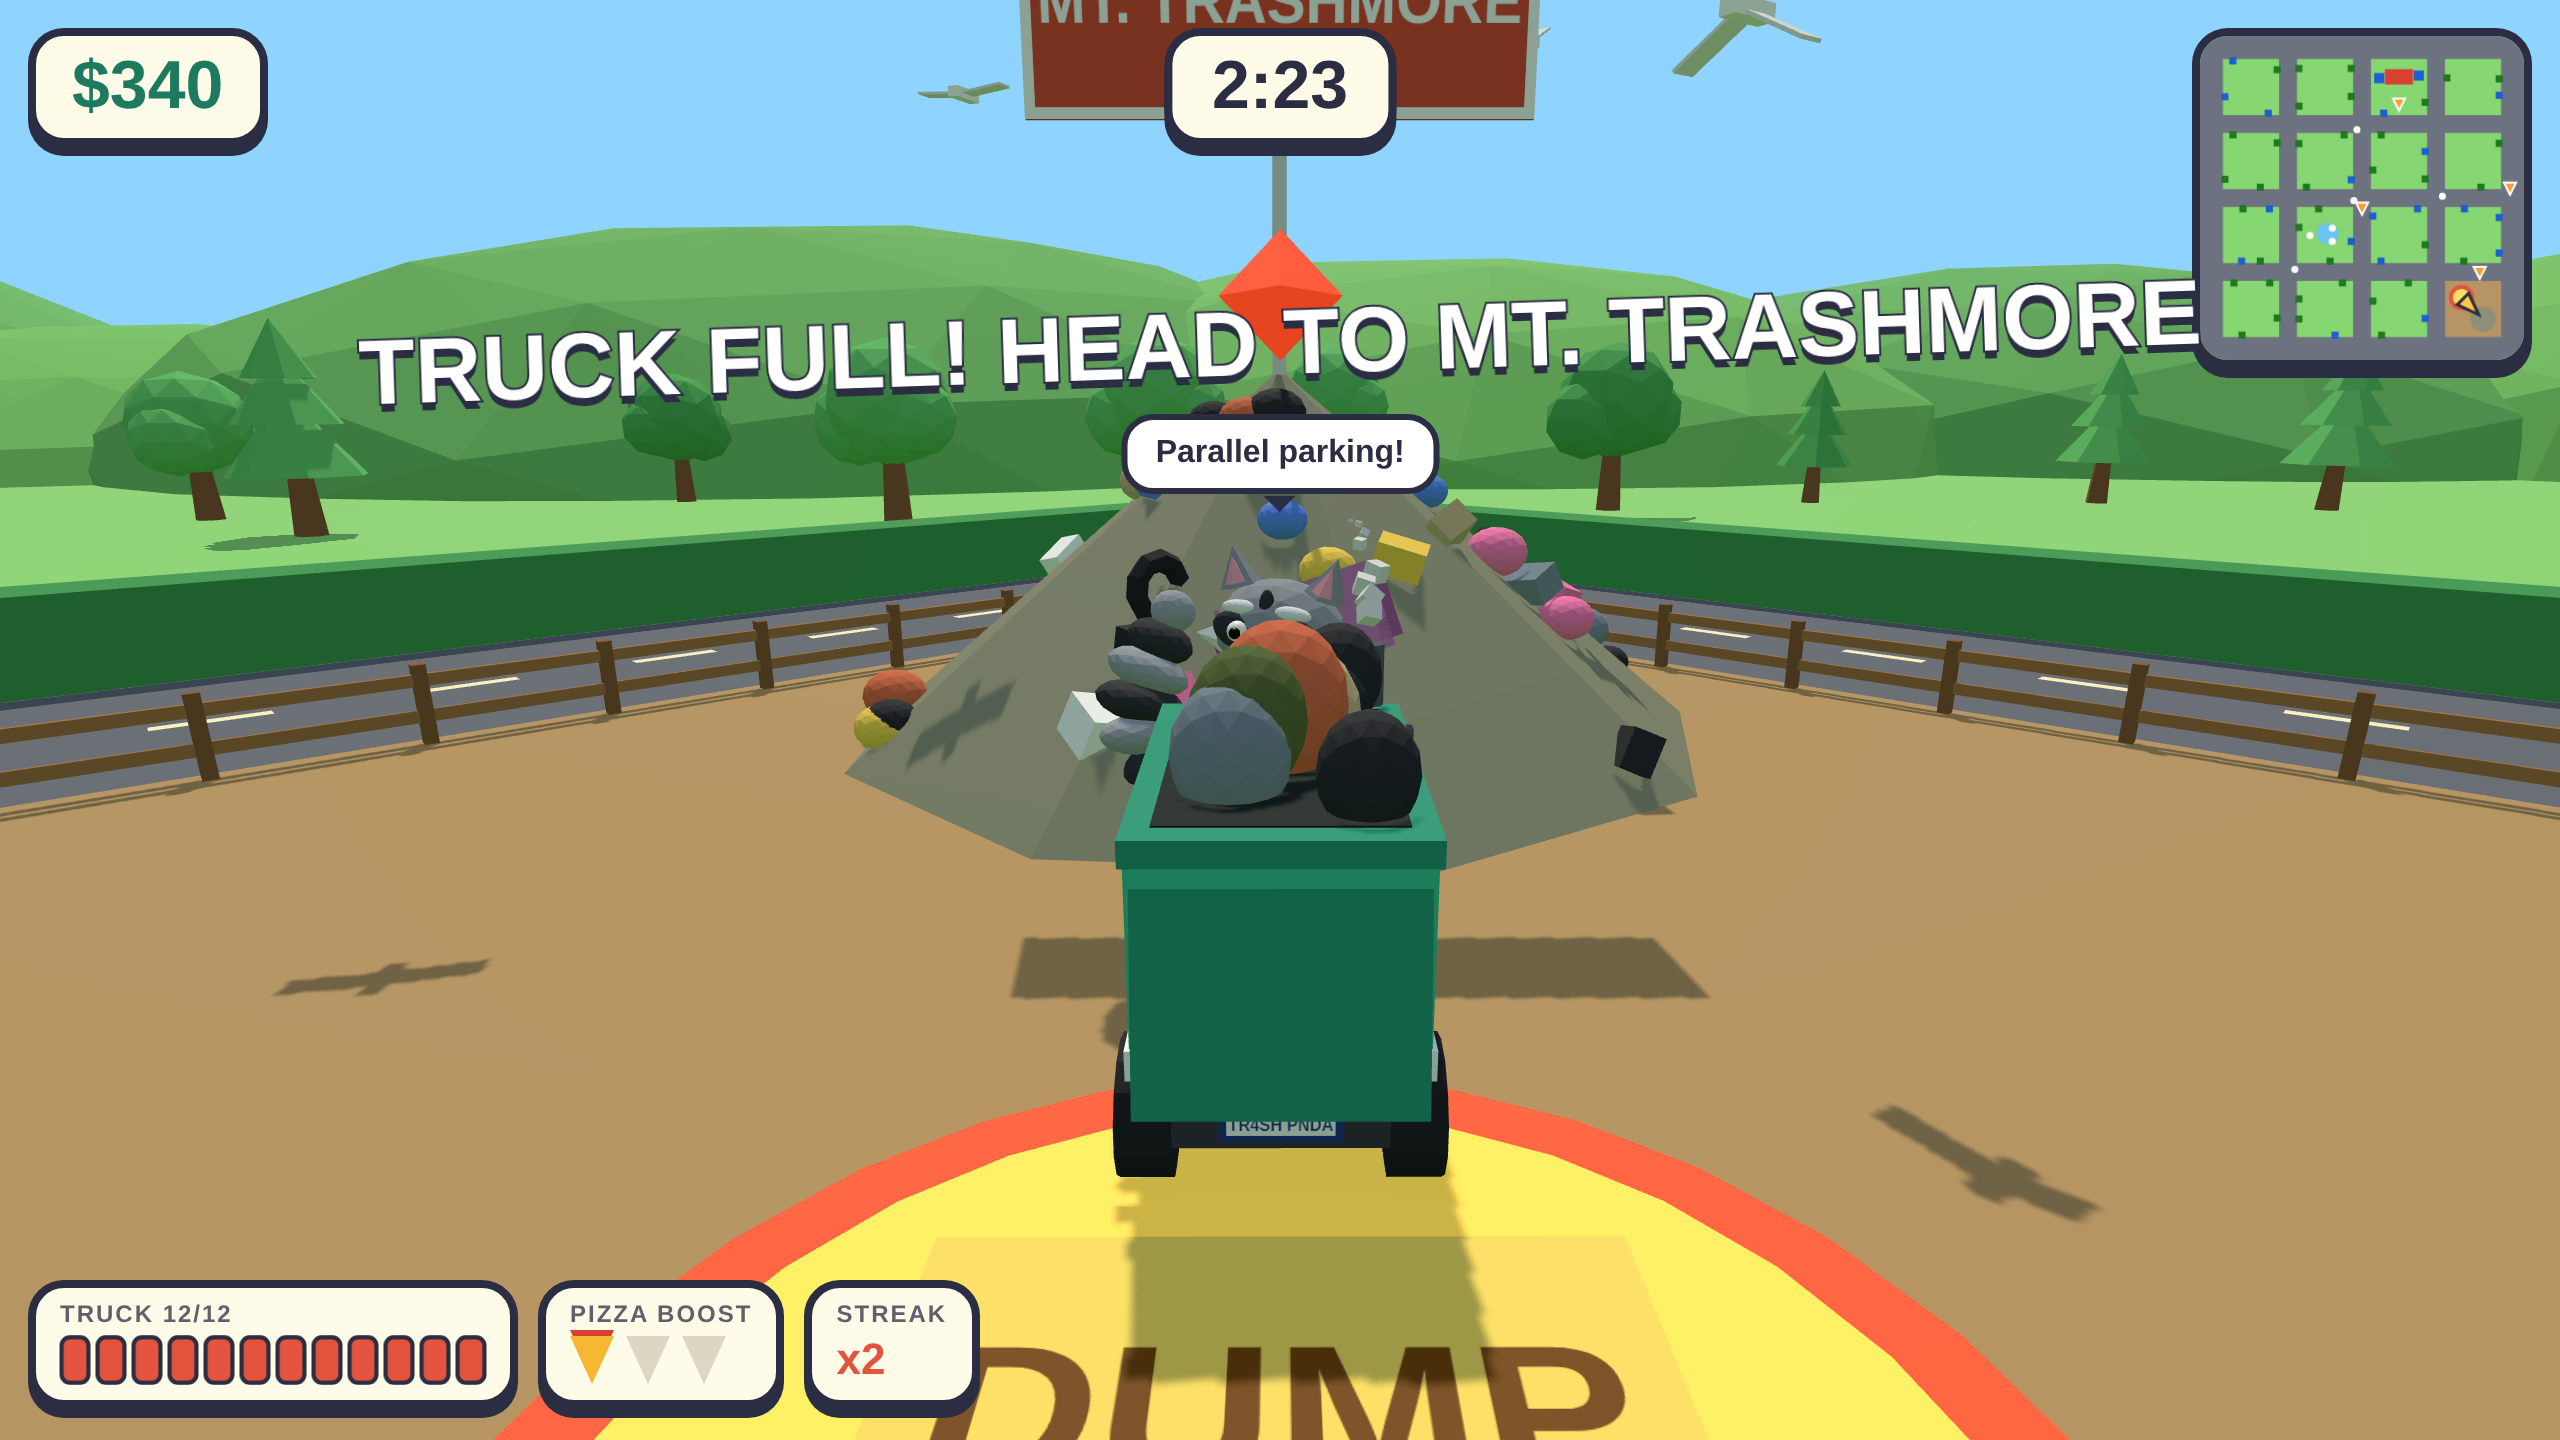 MT. TRASHMORE
$340
2:23
TRUCK FULL! HEAD TO MT. TRASHMORE
Parallel parking!
TR4SH PNDA
TRUCK 12/12
PIZZA BOOST
STREAK
x2
DUMP